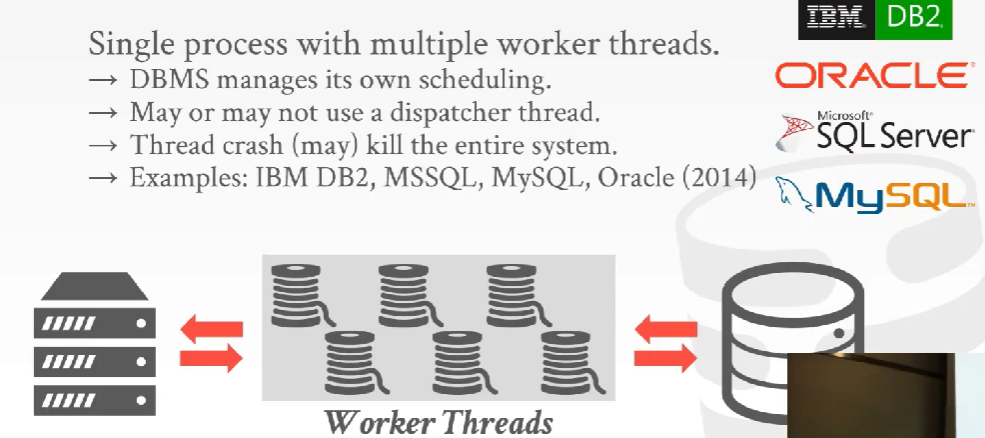 Single process with multiple worker threads.
→ DBMS manages its own scheduling.
→ May or may not use a dispatcher thread.
→ Thread crash (may) kill the entire system.
→ Examples: IBM DB2, MSSQL, MySQL, Oracle (2014)
IBM DB2.
ORACLE®
Microsoft®
SQL Server®
MySQL™
Worker Threads